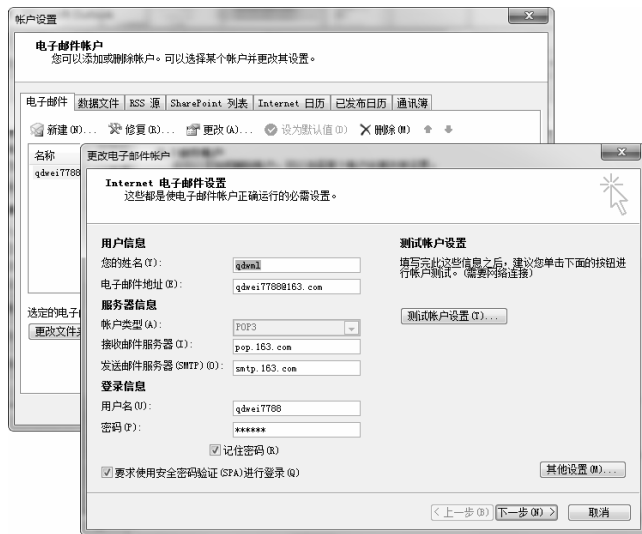 帐户设置
电子邮件帐户
您可以添加或删除帐户。可以选择某个帐户并更改其设置。
电子邮件 数据文件 RSS 源 SharePoint 列表 Internet 日历 已发布日历 通讯簿
新建(N)... 修复(R)... 更改(A)... 设为默认值(D) 删除(M)
名称
qdwei7788
选定的电子
更改文件夹
更改电子邮件帐户
Internet 电子邮件设置
这些都是使电子邮件帐户正确运行的必需设置。
用户信息
您的姓名(Y): qdwml
电子邮件地址(E): qdwei7788@163.com
服务器信息
帐户类型(A): POP3
接收邮件服务器(I): pop.163.com
发送邮件服务器(SMTP)(O): smtp.163.com
登录信息
用户名(U): qdwei7788
密码(P): ******
记住密码(R)
要求使用安全密码验证(SPA)进行登录(Q)
测试帐户设置
填写完此这些信息之后，建议您单击下面的按钮进
行帐户测试。(需要网络连接)
测试帐户设置(T)...
其他设置(M)...
< 上一步(B) 下一步(N) > 取消